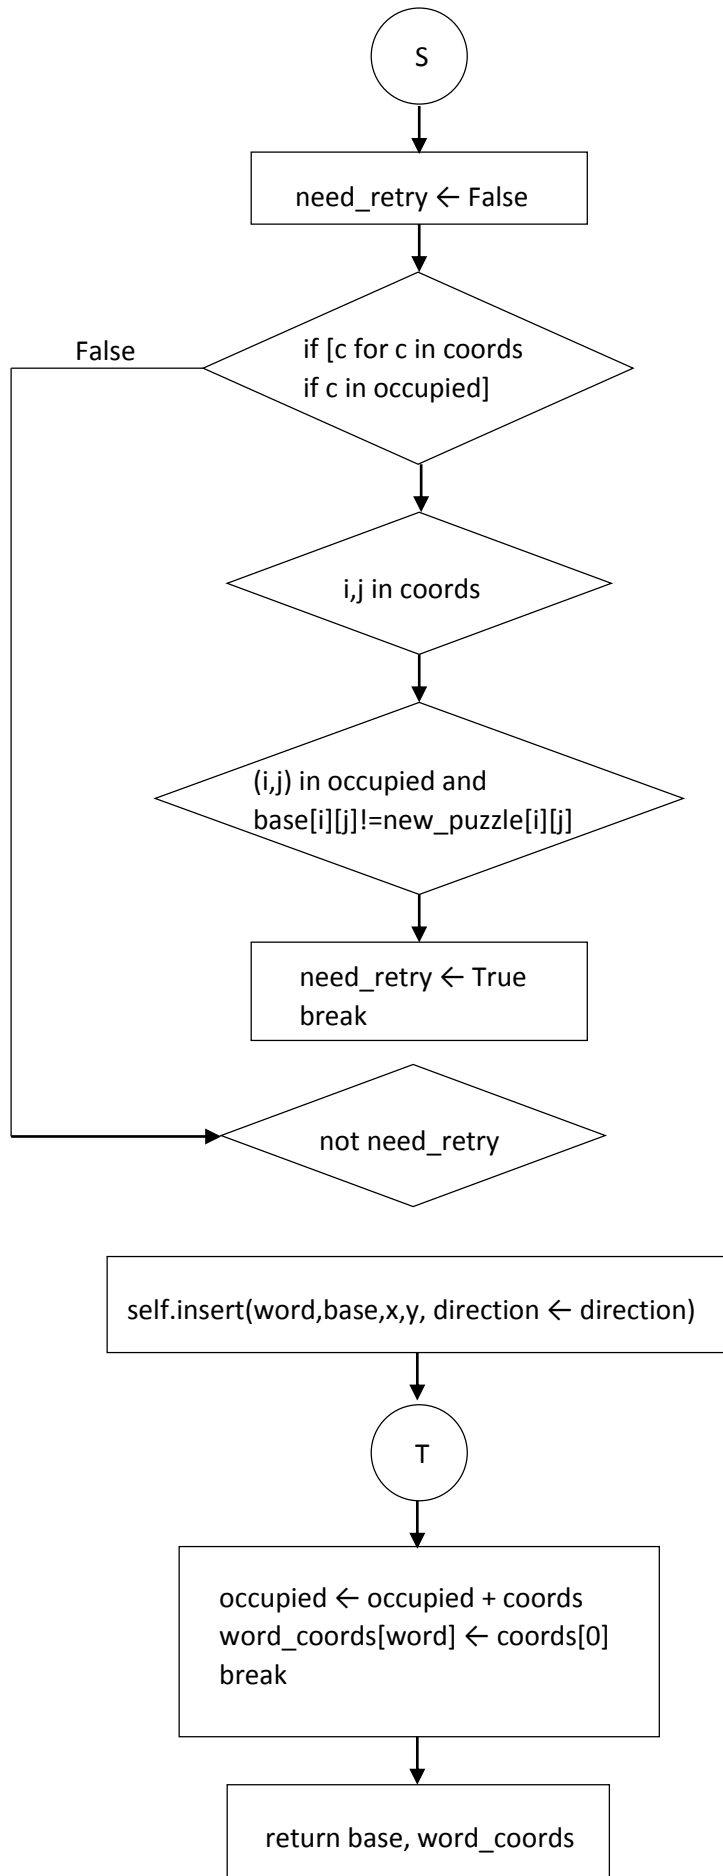 S
need_retry ← False
False
if [c for c in coords
if c in occupied]
i,j in coords
(i,j) in occupied and
base[i][j]!=new_puzzle[i][j]
need_retry ← True
break
not need_retry
self.insert(word,base,x,y, direction ← direction)
T
occupied ← occupied + coords
word_coords[word] ← coords[0]
break
return base, word_coords